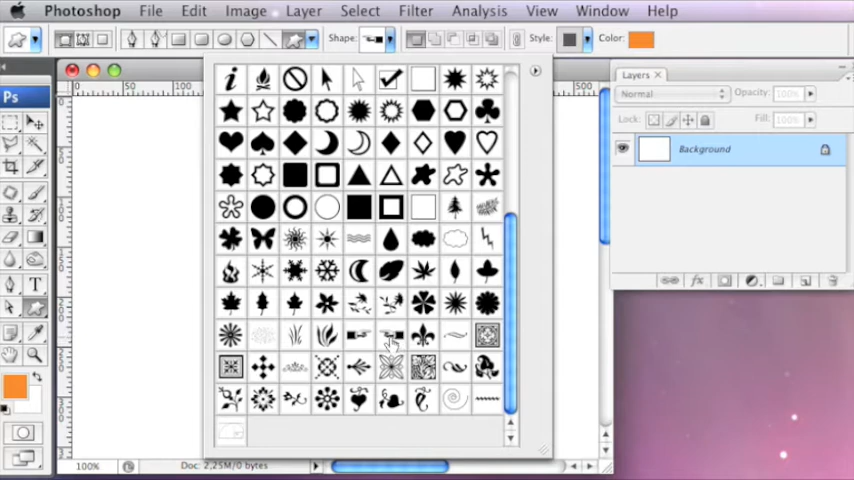 Photoshop File Edit Image Layer Select Filter Analysis View Window Help
Shape: Style: Color:
Ps
0 50 100 500
Layers x
Normal Opacity: 100%
Lock: Fill: 100%
Background
T
100% Doc: 2,25M/0 bytes